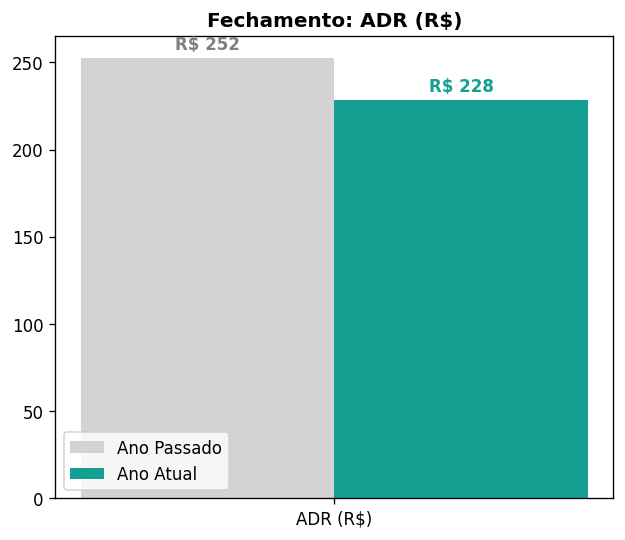 Fechamento: ADR (R$)
R$ 252
R$ 228
250
200
150
100
50
0
Ano Passado
Ano Atual
ADR (R$)